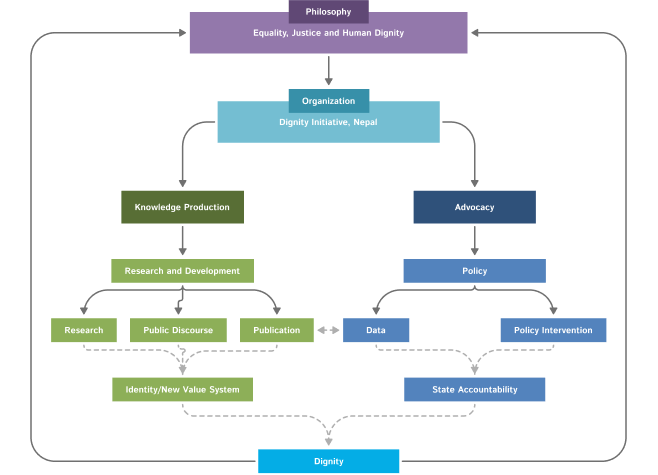 Philosophy
Equality, Justice and Human Dignity
Organization
Dignity Initiative, Nepal
Knowledge Production
Advocacy
Research and Development
Policy
Research
Public Discourse
Publication
Data
Policy Intervention
Identity/New Value System
State Accountability
Dignity